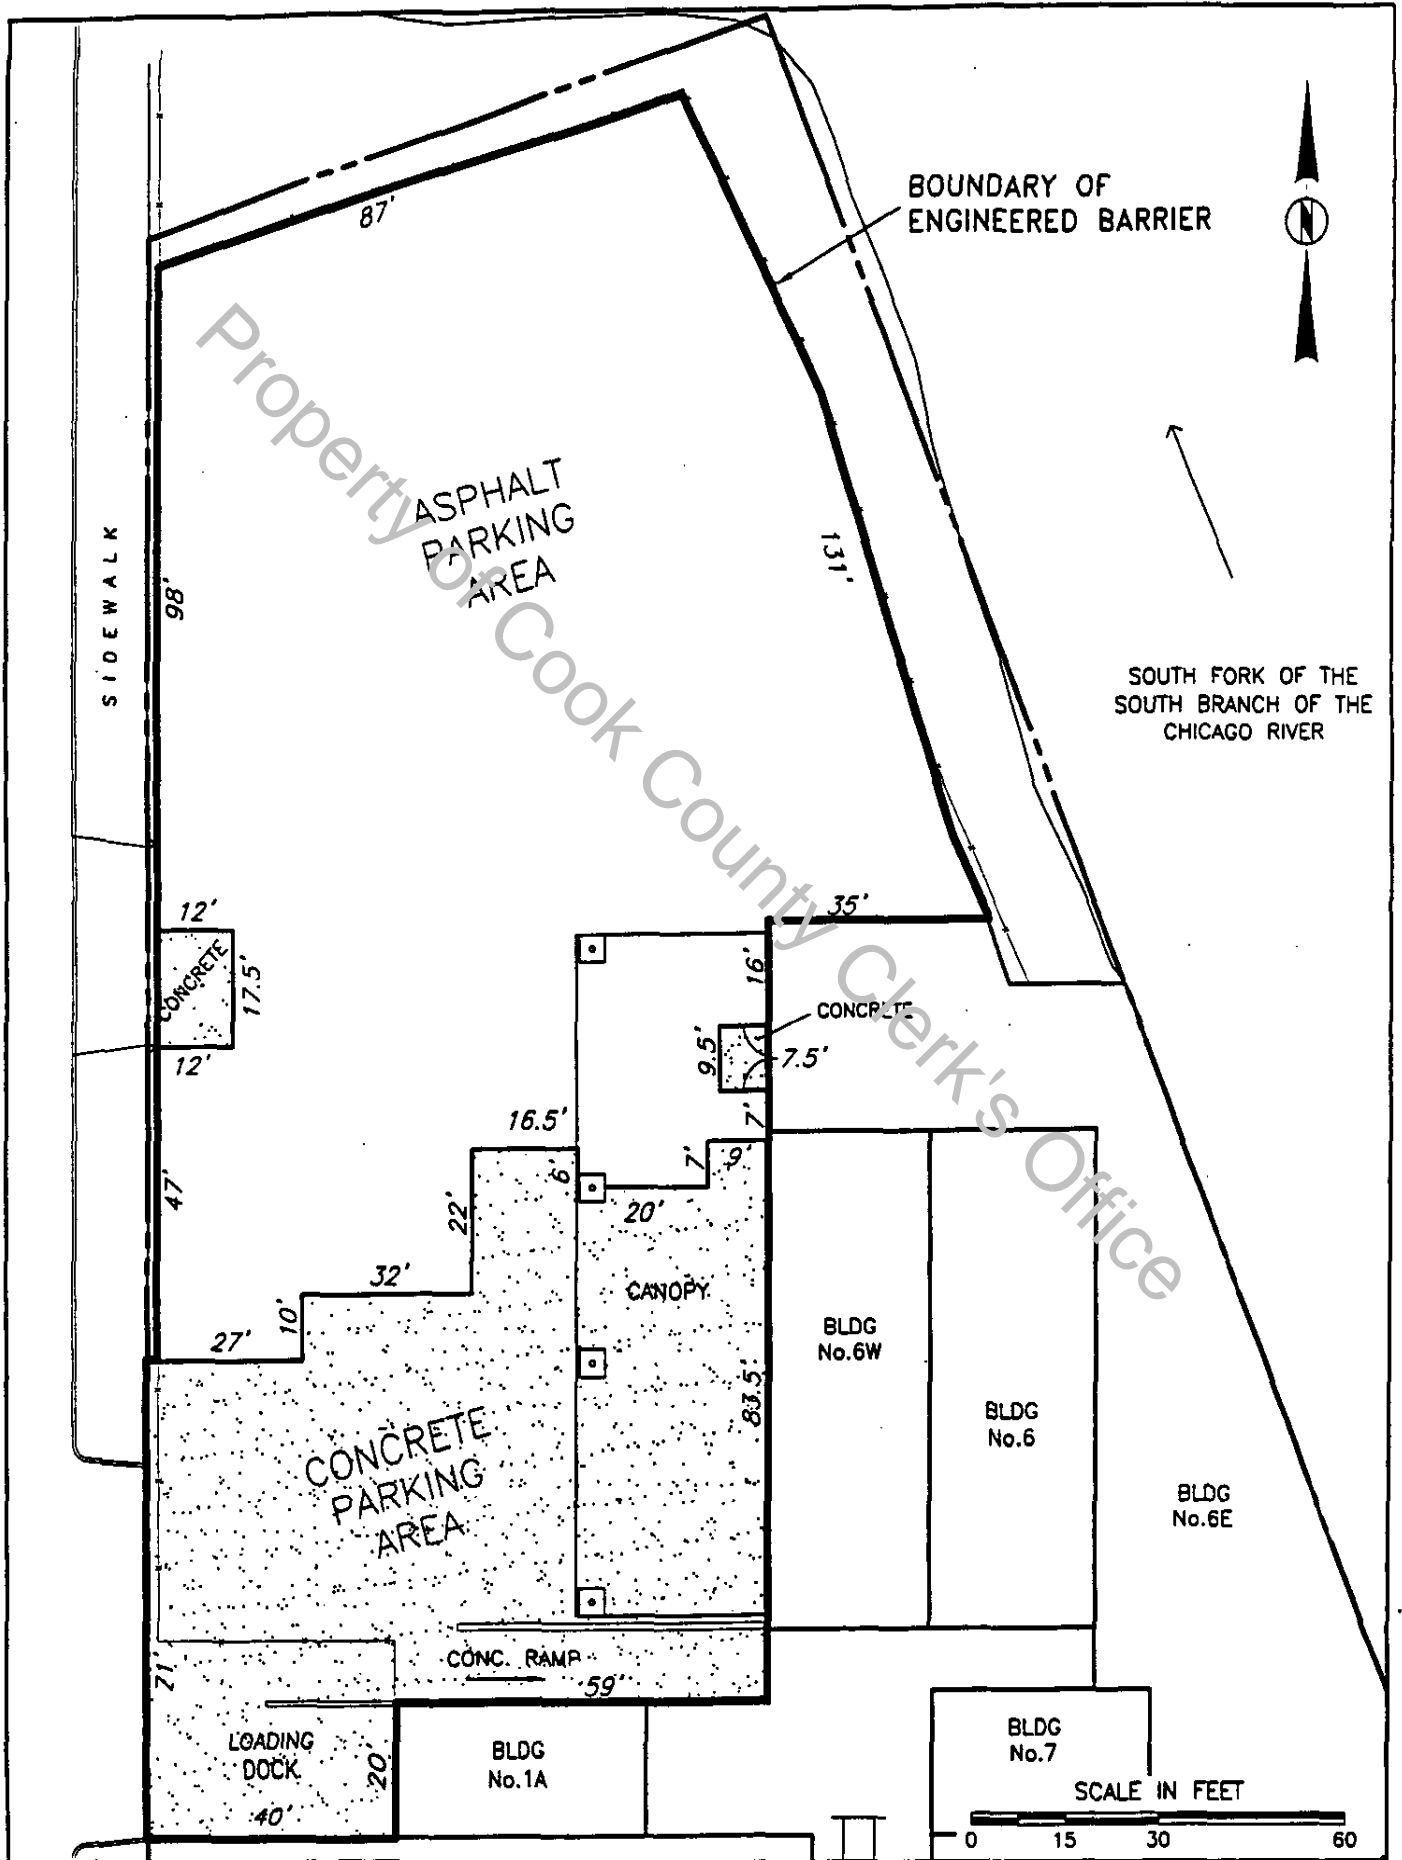 87'
BOUNDARY OF
ENGINEERED BARRIER
N
Property of Cook County Clerk's Office
ASPHALT
PARKING
AREA
SIDEWALK
98'
131'
SOUTH FORK OF THE
SOUTH BRANCH OF THE
CHICAGO RIVER
12'
CONCRETE
17.5'
12'
35'
16'
CONCRETE
9.5'
7.5'
7'
16.5'
6'
7'
9'
20'
47'
22'
32'
10'
27'
CANOPY
83.5'
BLDG
No.6W
BLDG
No.6
BLDG
No.6E
CONCRETE
PARKING
AREA
CONC. RAMP
59'
71'
LOADING
DOCK
20'
40'
BLDG
No.1A
BLDG
No.7
SCALE IN FEET
0 15 30 60